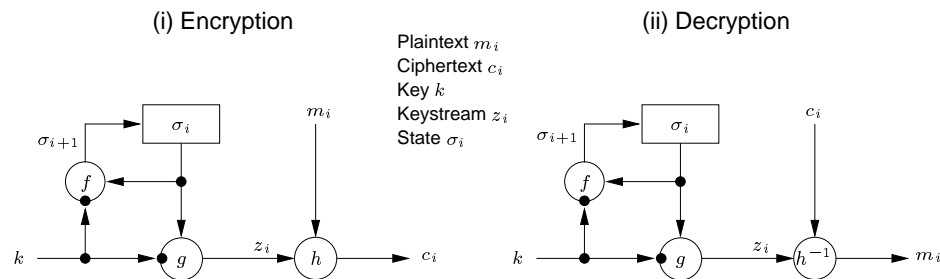 (i) Encryption
(ii) Decryption
Plaintext m_i
Ciphertext c_i
Key k
Keystream z_i
State σ_i
σ_i
m_i
σ_{i+1}
f
k
g
z_i
h
c_i
σ_i
c_i
σ_{i+1}
f
k
g
z_i
h^{-1}
m_i